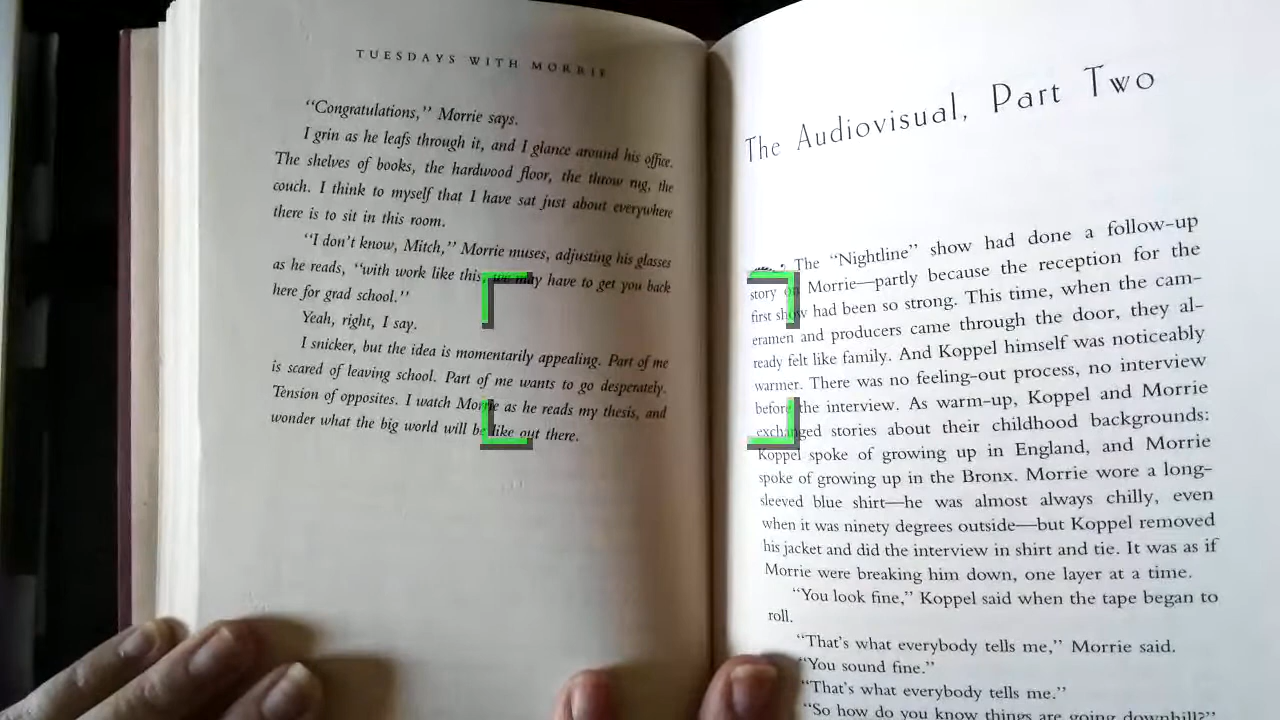 TUESDAYS WITH MORRIE
“Congratulations,” Morrie says.
I grin as he leafs through it, and I glance around his office.
The shelves of books, the hardwood floor, the throw rug, the
couch. I think to myself that I have sat just about everywhere
there is to sit in this room.
“I don't know, Mitch,” Morrie muses, adjusting his glasses
as he reads, “with work like this, we may have to get you back
here for grad school.”
Yeah, right, I say.
I snicker, but the idea is momentarily appealing. Part of me
is scared of leaving school. Part of me wants to go desperately.
Tension of opposites. I watch Morrie as he reads my thesis, and
wonder what the big world will be like out there.
The Audiovisual, Part Two
The “Nightline” show had done a follow-up
story on Morrie—partly because the reception for the
first show had been so strong. This time, when the cam-
eramen and producers came through the door, they al-
ready felt like family. And Koppel himself was noticeably
warmer. There was no feeling-out process, no interview
before the interview. As warm-up, Koppel and Morrie
exchanged stories about their childhood backgrounds:
Koppel spoke of growing up in England, and Morrie
spoke of growing up in the Bronx. Morrie wore a long-
sleeved blue shirt—he was almost always chilly, even
when it was ninety degrees outside—but Koppel removed
his jacket and did the interview in shirt and tie. It was as if
Morrie were breaking him down, one layer at a time.
“You look fine,” Koppel said when the tape began to
roll.
“That's what everybody tells me,” Morrie said.
“You sound fine.”
“That's what everybody tells me.”
“So how do you know things are going downhill?”